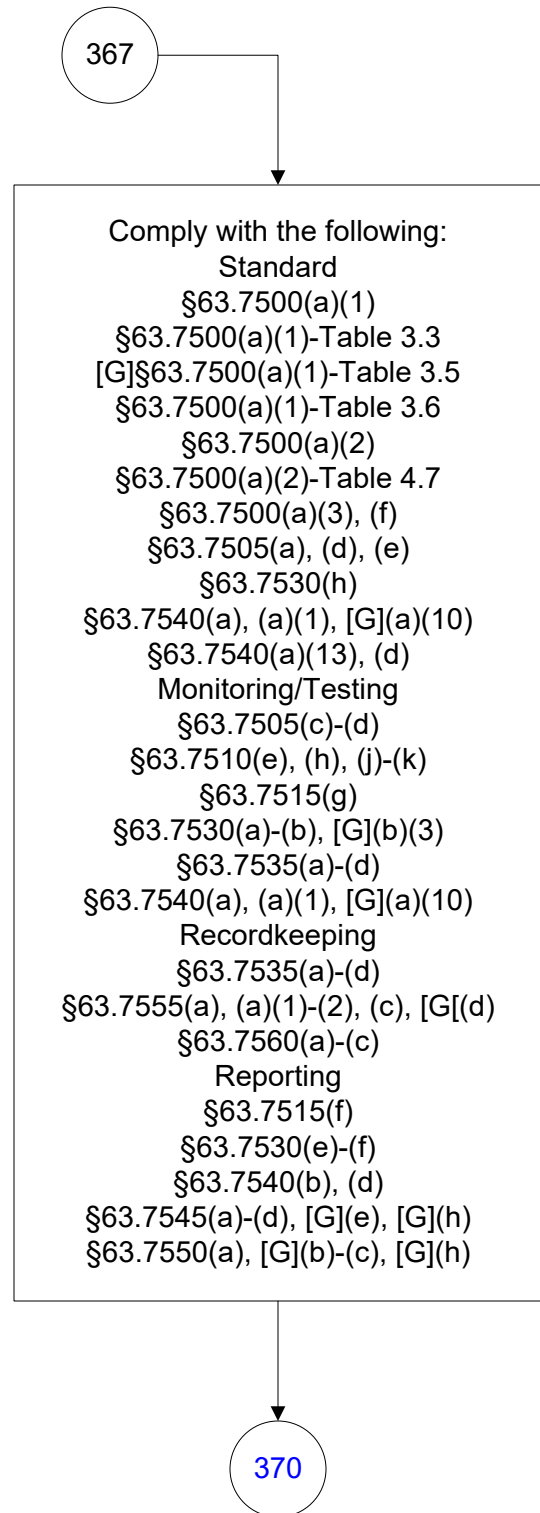 367
Comply with the following:
Standard
§63.7500(a)(1)
§63.7500(a)(1)-Table 3.3
[G]§63.7500(a)(1)-Table 3.5
§63.7500(a)(1)-Table 3.6
§63.7500(a)(2)
§63.7500(a)(2)-Table 4.7
§63.7500(a)(3), (f)
§63.7505(a), (d), (e)
§63.7530(h)
§63.7540(a), (a)(1), [G](a)(10)
§63.7540(a)(13), (d)
Monitoring/Testing
§63.7505(c)-(d)
§63.7510(e), (h), (j)-(k)
§63.7515(g)
§63.7530(a)-(b), [G](b)(3)
§63.7535(a)-(d)
§63.7540(a), (a)(1), [G](a)(10)
Recordkeeping
§63.7535(a)-(d)
§63.7555(a), (a)(1)-(2), (c), [G[(d)
§63.7560(a)-(c)
Reporting
§63.7515(f)
§63.7530(e)-(f)
§63.7540(b), (d)
§63.7545(a)-(d), [G](e), [G](h)
§63.7550(a), [G](b)-(c), [G](h)
370